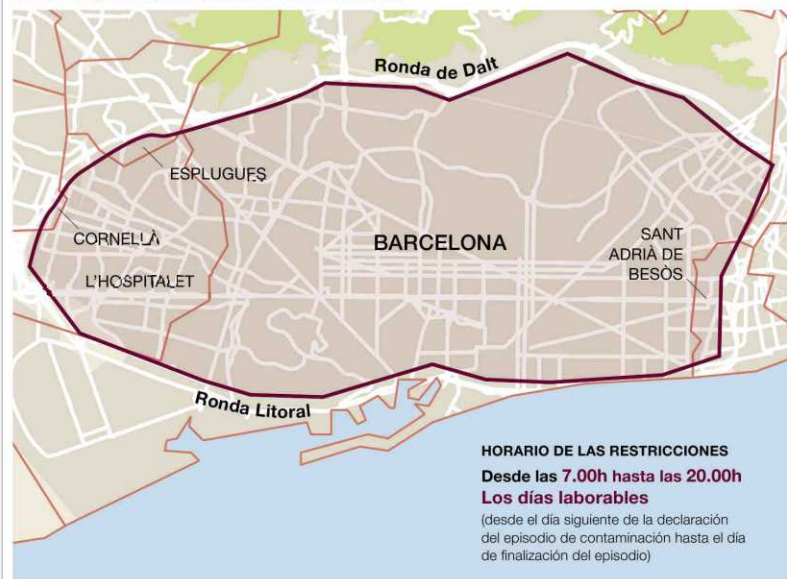 Ronda de Dalt
ESPLUGUES
CORNELLÀ
BARCELONA
SANT
ADRIÀ DE
BESÒS
L'HOSPITALET
Ronda Litoral
HORARIO DE LAS RESTRICCIONES
Desde las 7.00h hasta las 20.00h
Los días laborables
(desde el día siguiente de la declaración
del episodio de contaminación hasta el día
de finalización del episodio)